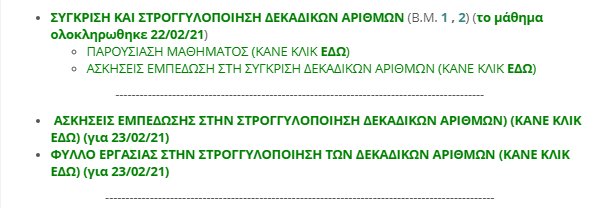 ΣΥΓΚΡΙΣΗ ΚΑΙ ΣΤΡΟΓΓΥΛΟΠΟΙΗΣΗ ΔΕΚΑΔΙΚΩΝ ΑΡΙΘΜΩΝ (Β.Μ. 1 , 2) (το μάθημα
ολοκληρωθηκε 22/02/21)
ΠΑΡΟΥΣΙΑΣΗ ΜΑΘΗΜΑΤΟΣ (ΚΑΝΕ ΚΛΙΚ ΕΔΩ)
ΑΣΚΗΣΕΙΣ ΕΜΠΕΔΩΣΗ ΣΤΗ ΣΥΓΚΡΙΣΗ ΔΕΚΑΔΙΚΩΝ ΑΡΙΘΜΩΝ (ΚΑΝΕ ΚΛΙΚ ΕΔΩ)
--------------------------------------------------------------------------------------------
ΑΣΚΗΣΕΙΣ ΕΜΠΕΔΩΣΗΣ ΣΤΗΝ ΣΤΡΟΓΓΥΛΟΠΟΙΗΣΗ ΔΕΚΑΔΙΚΩΝ ΑΡΙΘΜΩΝ) (ΚΑΝΕ ΚΛΙΚ
ΕΔΩ) (για 23/02/21)
ΦΥΛΛΟ ΕΡΓΑΣΙΑΣ ΣΤΗΝ ΣΤΡΟΓΓΥΛΟΠΟΙΗΣΗ ΤΩΝ ΔΕΚΑΔΙΚΩΝ ΑΡΙΘΜΩΝ (ΚΑΝΕ ΚΛΙΚ
ΕΔΩ) (για 23/02/21)
-------------------------------------------------------------------------------------------------